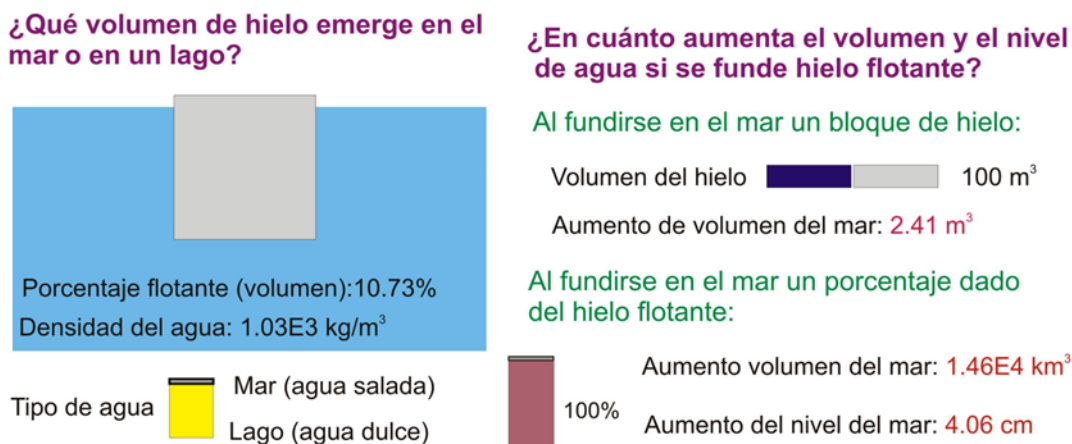 ¿Qué volumen de hielo emerge en el
mar o en un lago?
Porcentaje flotante (volumen):10.73%
Densidad del agua: 1.03E3 kg/m³
Tipo de agua
Mar (agua salada)
Lago (agua dulce)
¿En cuánto aumenta el volumen y el nivel
de agua si se funde hielo flotante?
Al fundirse en el mar un bloque de hielo:
Volumen del hielo 100 m³
Aumento de volumen del mar: 2.41 m³
Al fundirse en el mar un porcentaje dado
del hielo flotante:
100%
Aumento volumen del mar: 1.46E4 km³
Aumento del nivel del mar: 4.06 cm